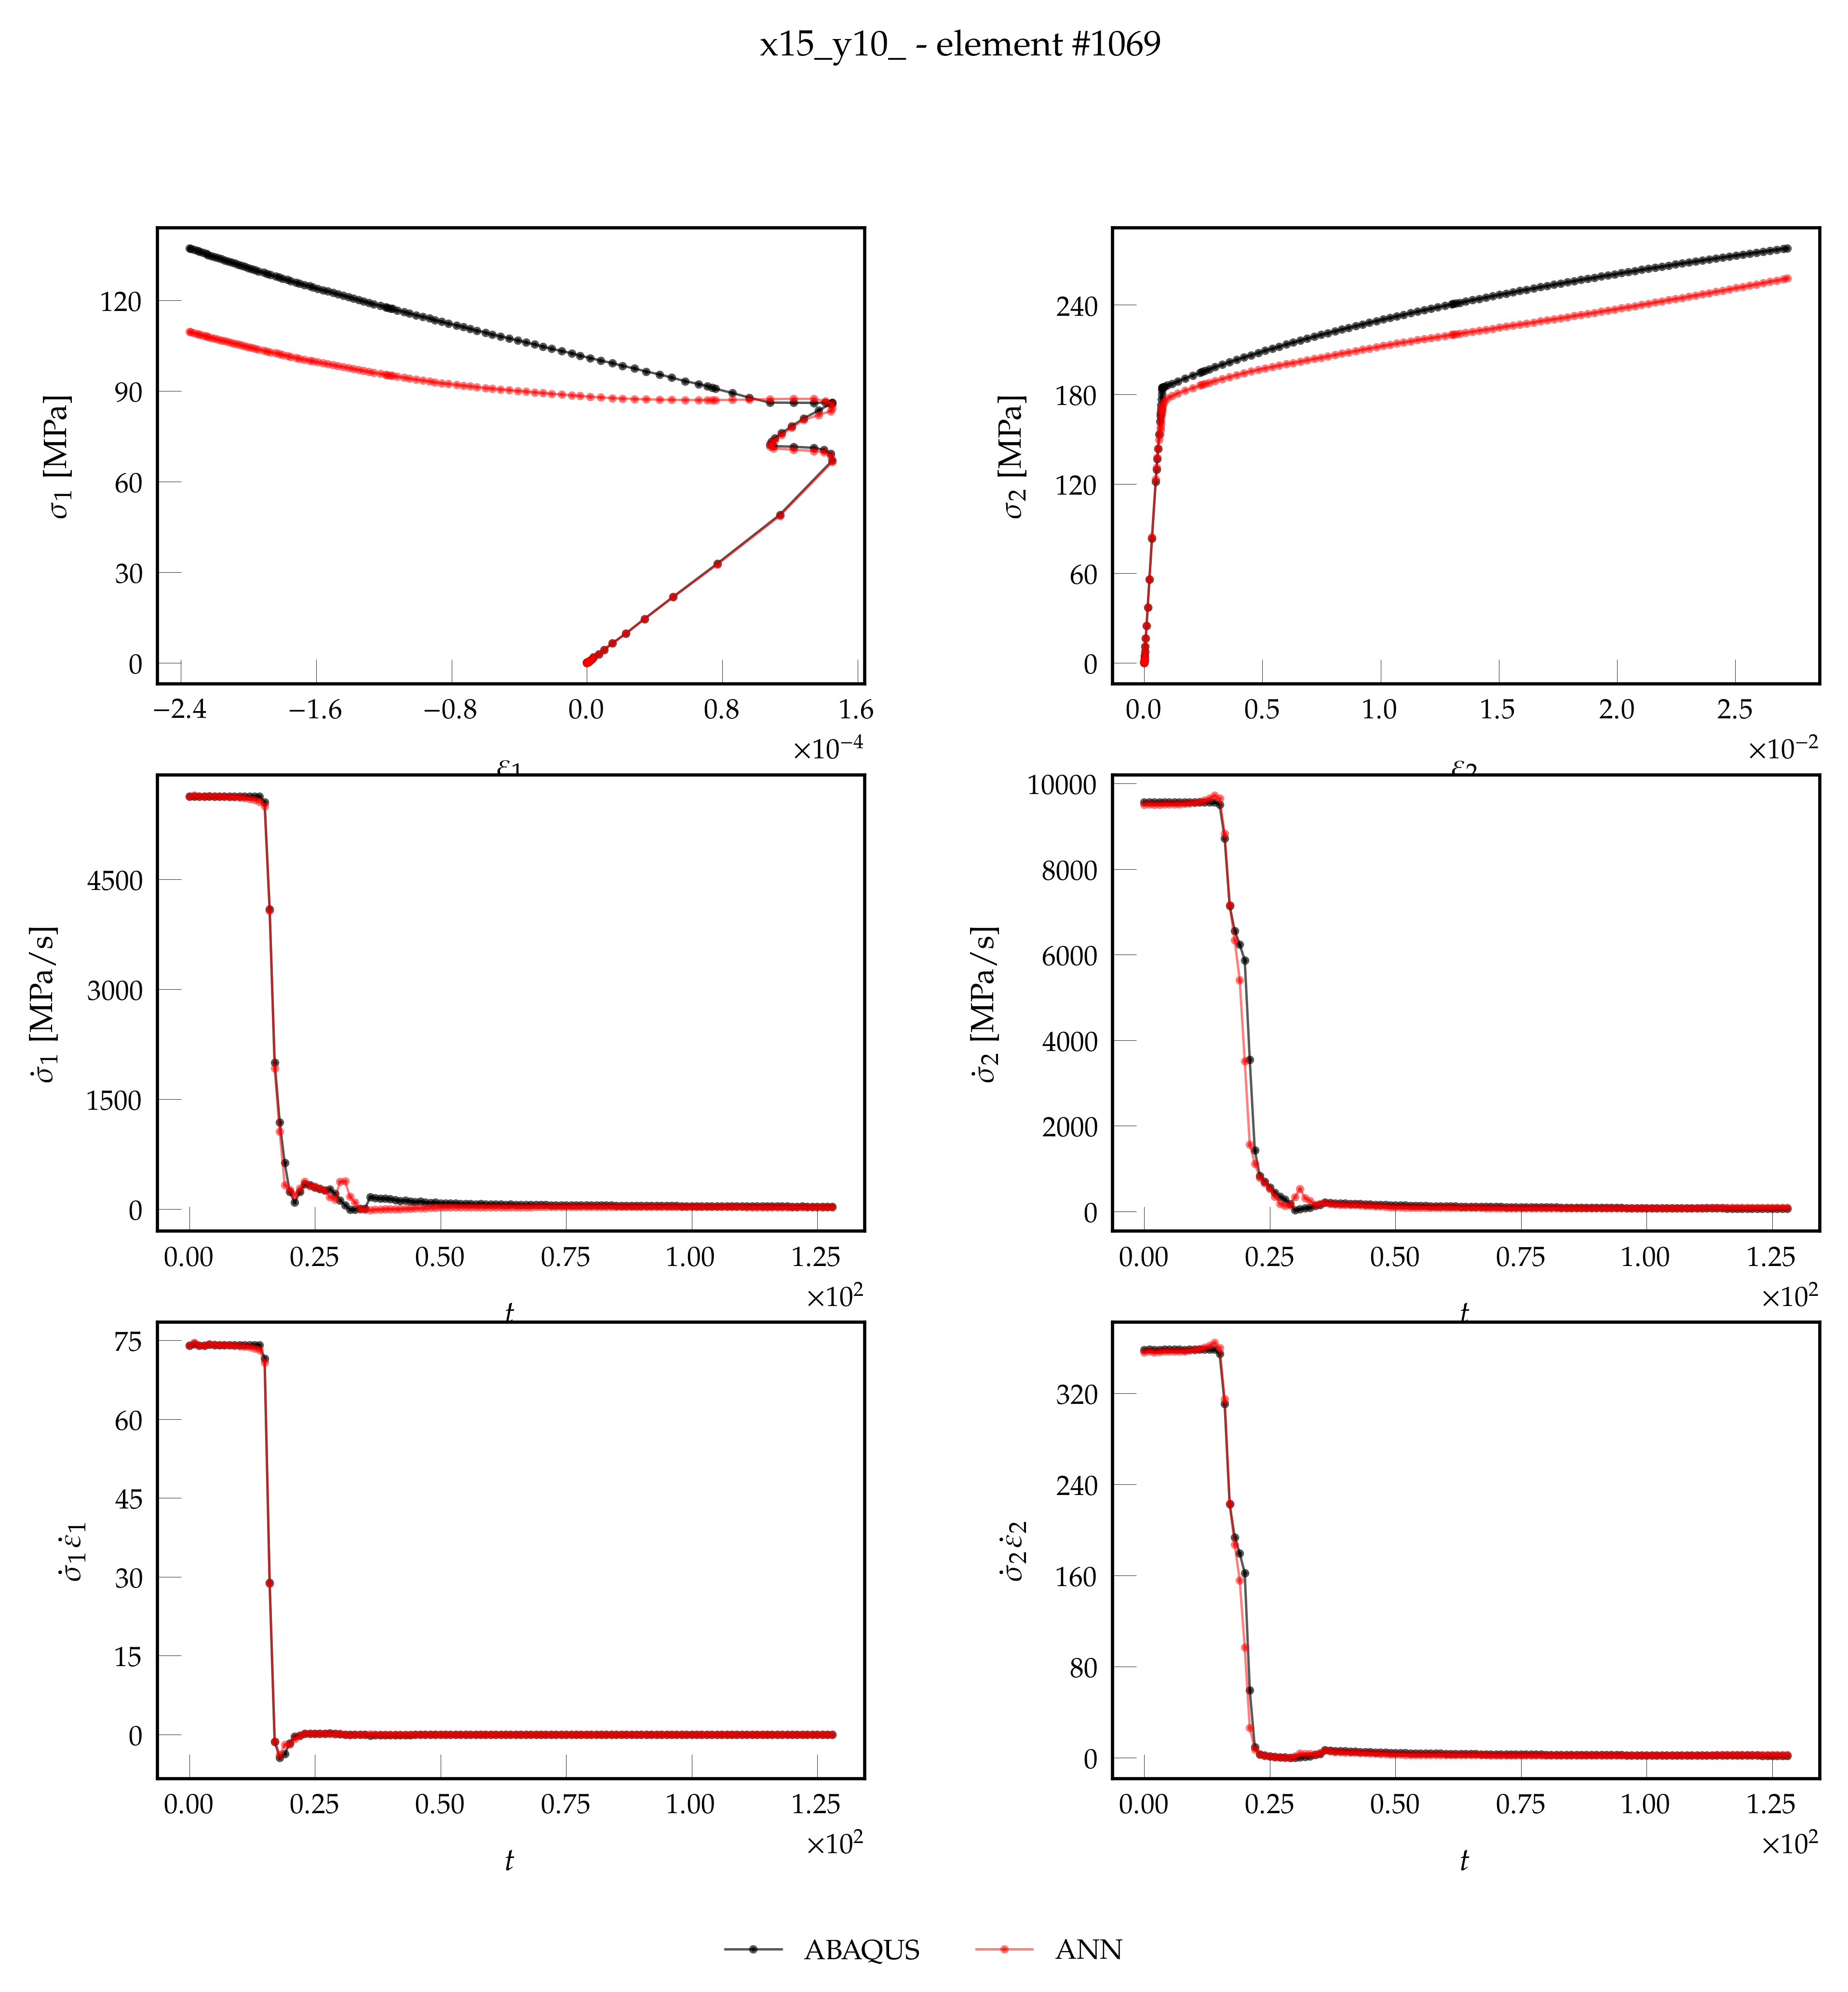 x15_y10_ - element #1069
σ₁ [MPa]
120
90
60
30
0
−2.4 −1.6 −0.8 0.0 0.8 1.6
×10⁻⁴
ε₁
σ₂ [MPa]
240
180
120
60
0
0.0 0.5 1.0 1.5 2.0 2.5
×10⁻²
ε₂
σ̇₁ [MPa/s]
4500
3000
1500
0
0.00 0.25 0.50 0.75 1.00 1.25
×10²
t
σ̇₂ [MPa/s]
10000
8000
6000
4000
2000
0
0.00 0.25 0.50 0.75 1.00 1.25
×10²
t
σ̇₁ε̇₁
75
60
45
30
15
0
0.00 0.25 0.50 0.75 1.00 1.25
×10²
t
σ̇₂ε̇₂
320
240
160
80
0
0.00 0.25 0.50 0.75 1.00 1.25
×10²
t
ABAQUS ANN